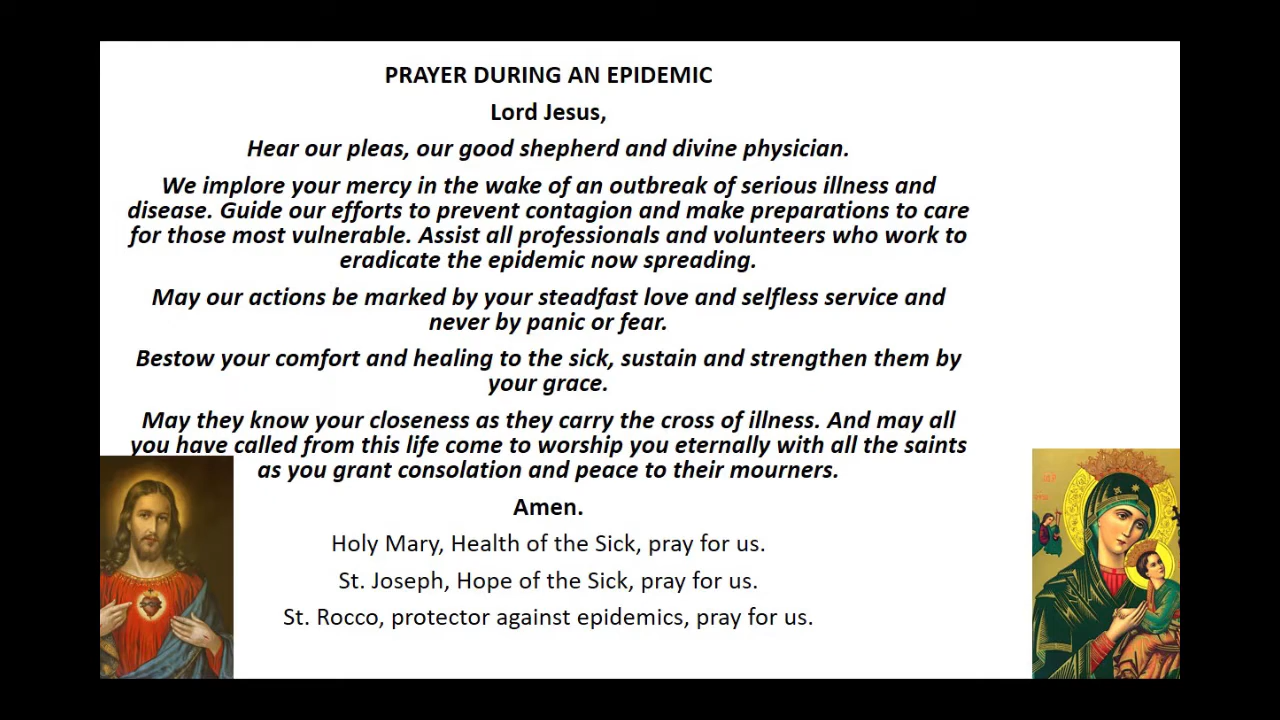 PRAYER DURING AN EPIDEMIC
Lord Jesus,
Hear our pleas, our good shepherd and divine physician.
We implore your mercy in the wake of an outbreak of serious illness and
disease. Guide our efforts to prevent contagion and make preparations to care
for those most vulnerable. Assist all professionals and volunteers who work to
eradicate the epidemic now spreading.
May our actions be marked by your steadfast love and selfless service and
never by panic or fear.
Bestow your comfort and healing to the sick, sustain and strengthen them by
your grace.
May they know your closeness as they carry the cross of illness. And may all
you have called from this life come to worship you eternally with all the saints
as you grant consolation and peace to their mourners.
Amen.
Holy Mary, Health of the Sick, pray for us.
St. Joseph, Hope of the Sick, pray for us.
St. Rocco, protector against epidemics, pray for us.